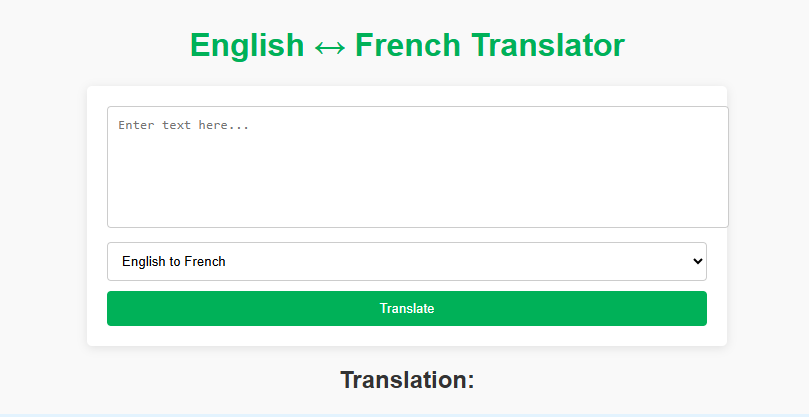 English ↔ French Translator
Enter text here...
English to French
Translate
Translation: